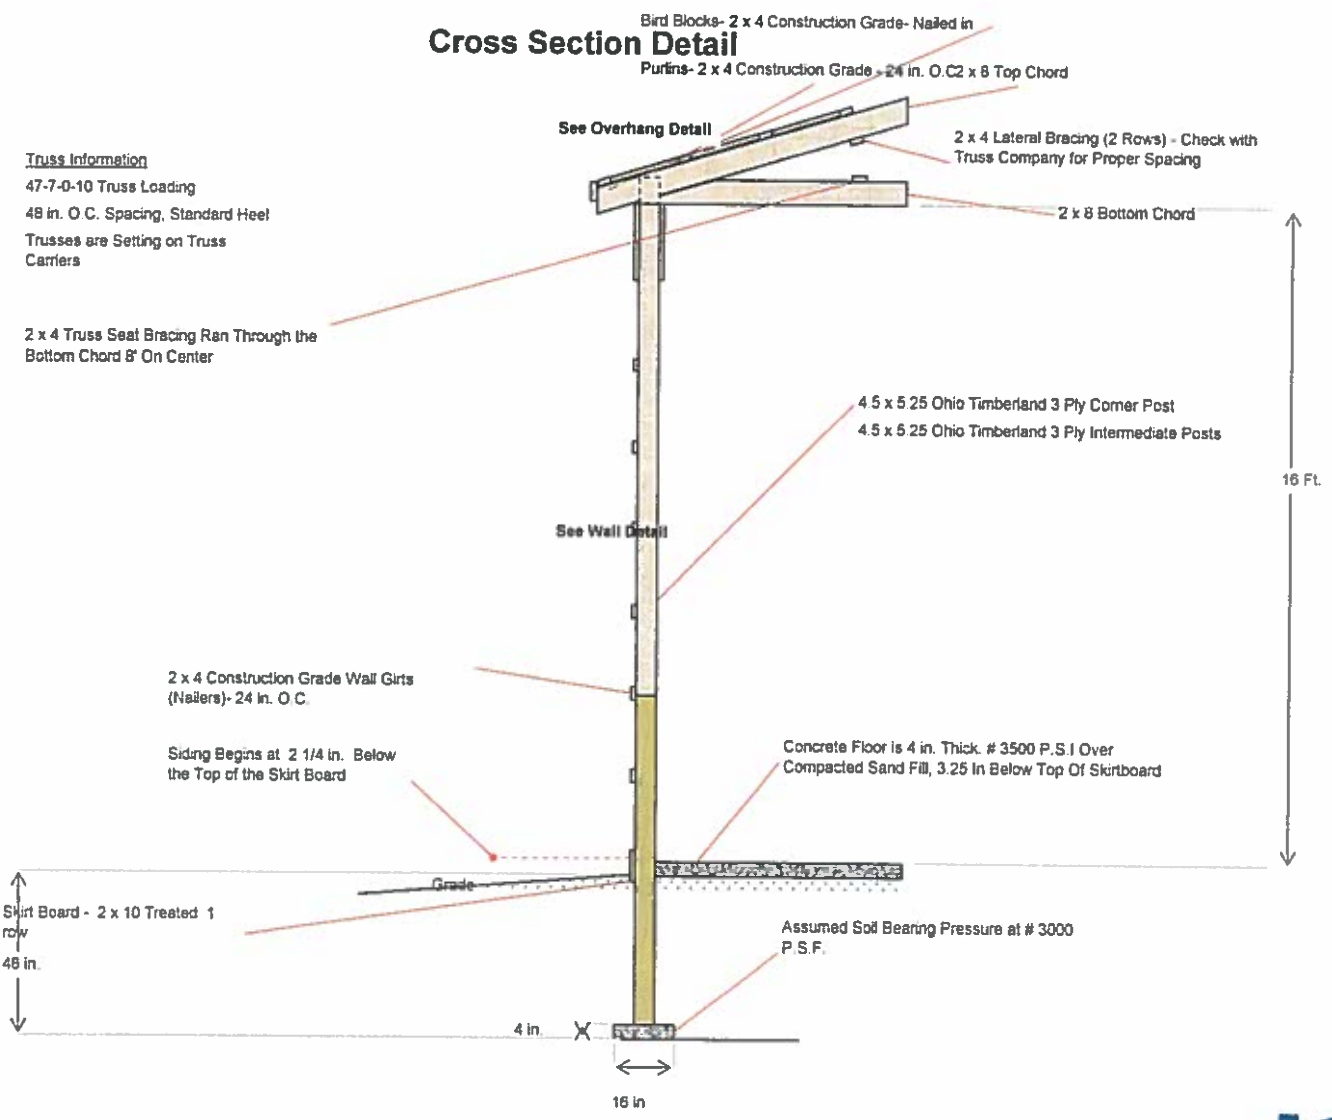 Bird Blocks- 2 x 4 Construction Grade- Nailed in
Cross Section Detail
Purlins- 2 x 4 Construction Grade - 24 in. O.C
2 x 8 Top Chord
See Overhang Detail
2 x 4 Lateral Bracing (2 Rows) - Check with
Truss Company for Proper Spacing
Truss Information
47-7-0-10 Truss Loading
48 in. O.C. Spacing, Standard Heel
Trusses are Setting on Truss
Carriers
2 x 8 Bottom Chord
2 x 4 Truss Seat Bracing Ran Through the
Bottom Chord 8' On Center
4.5 x 5.25 Ohio Timberland 3 Ply Corner Post
4.5 x 5.25 Ohio Timberland 3 Ply Intermediate Posts
16 Ft.
See Wall Detail
2 x 4 Construction Grade Wall Girts
(Nailers)- 24 in. O.C.
Siding Begins at 2 1/4 in. Below
the Top of the Skirt Board
Concrete Floor is 4 in. Thick. # 3500 P.S.I Over
Compacted Sand Fill, 3.25 In Below Top Of Skirtboard
Grade
Skirt Board - 2 x 10 Treated 1
row
in.
Assumed Soil Bearing Pressure at # 3000
P.S.F.
4 in.
16 in